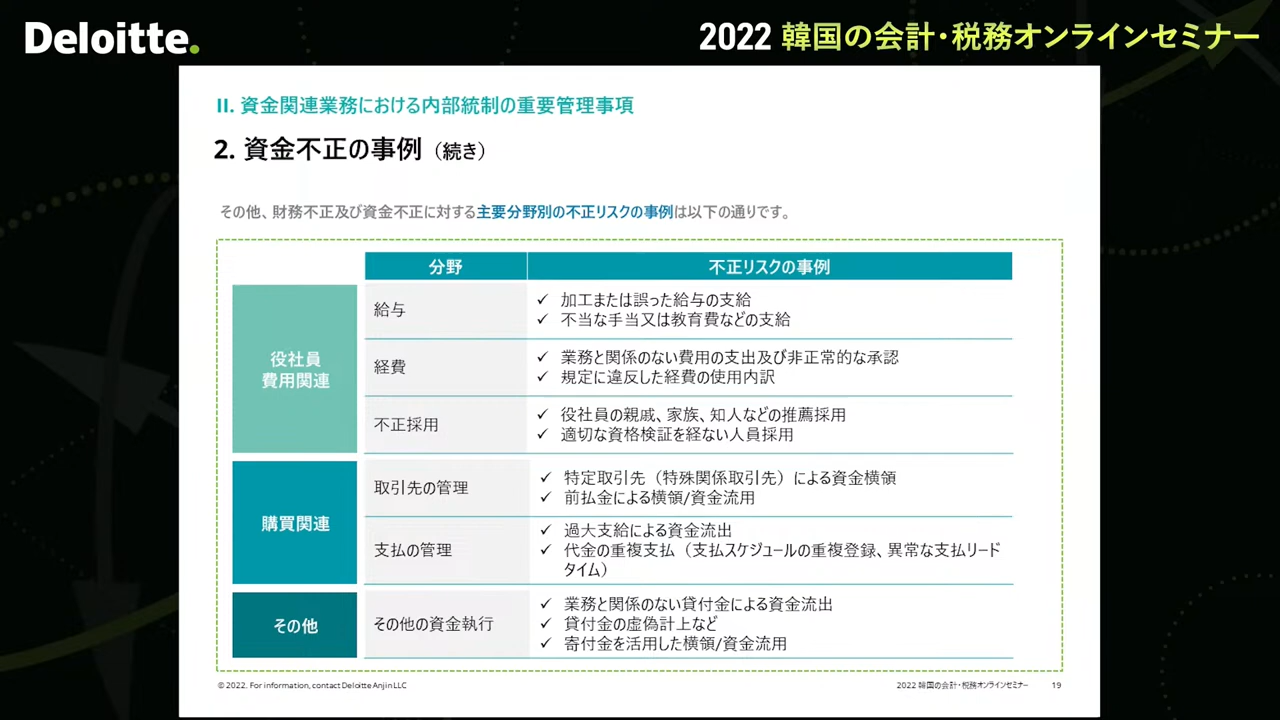 Deloitte.
2022 韓国の会計・税務オンラインセミナー
II. 資金関連業務における内部統制の重要管理事項
2. 資金不正の事例（続き）
その他、財務不正及び資金不正に対する主要分野別の不正リスクの事例は以下の通りです。
分野
不正リスクの事例
役社員
費用関連
給与
✓ 加工または誤った給与の支給
✓ 不当な手当又は教育費などの支給
経費
✓ 業務と関係のない費用の支出及び非正常的な承認
✓ 規定に違反した経費の使用内訳
不正採用
✓ 役社員の親戚、家族、知人などの推薦採用
✓ 適切な資格検証を経ない人員採用
購買関連
取引先の管理
✓ 特定取引先（特殊関係取引先）による資金横領
✓ 前払金による横領/資金流用
支払の管理
✓ 過大支給による資金流出
✓ 代金の重複支払（支払スケジュールの重複登録、異常な支払リード
タイム）
その他
その他の資金執行
✓ 業務と関係のない貸付金による資金流出
✓ 貸付金の虚偽計上など
✓ 寄付金を活用した横領/資金流用
© 2022. For information, contact Deloitte Anjin LLC
2022 韓国の会計・税務オンラインセミナー
19